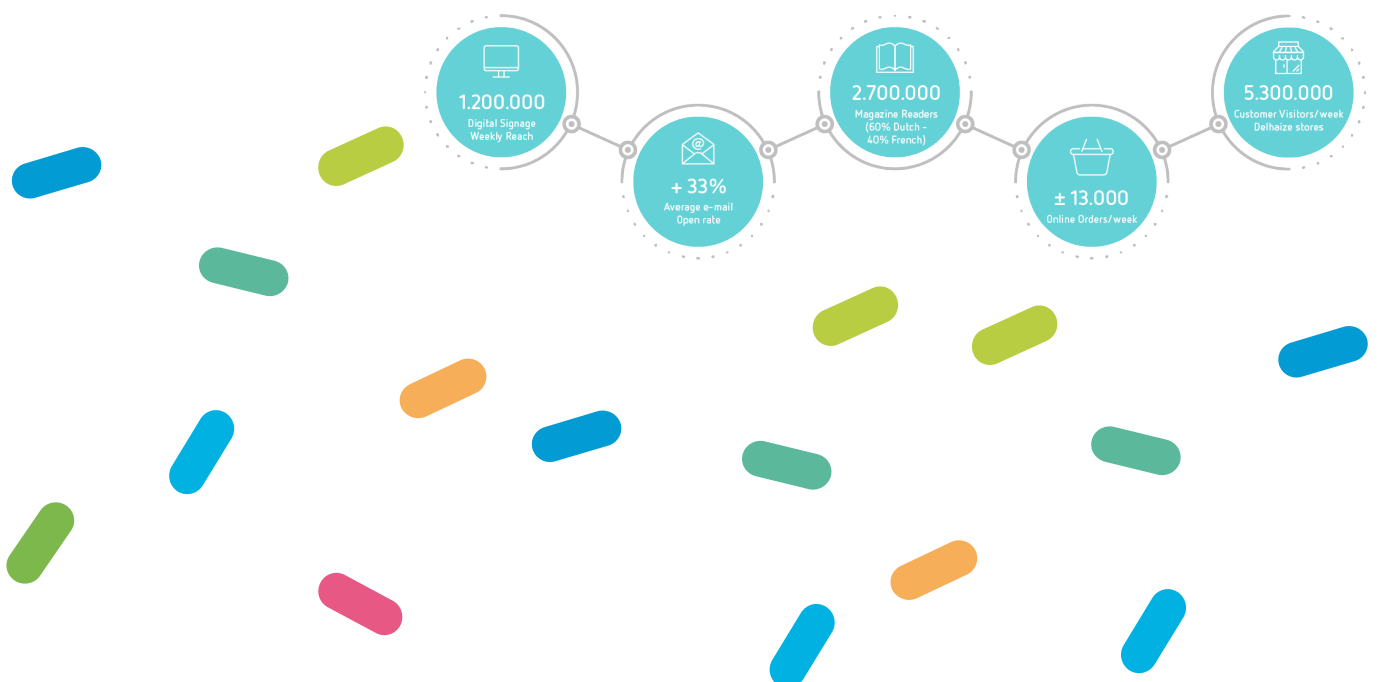 1.200.000
Digital Signage
Weekly Reach
@
+ 33%
Average e-mail
Open rate
2.700.000
Magazine Readers
(60% Dutch -
40% French)
± 13.000
Online Orders/week
5.300.000
Customer Visitors/week
Delhaize stores